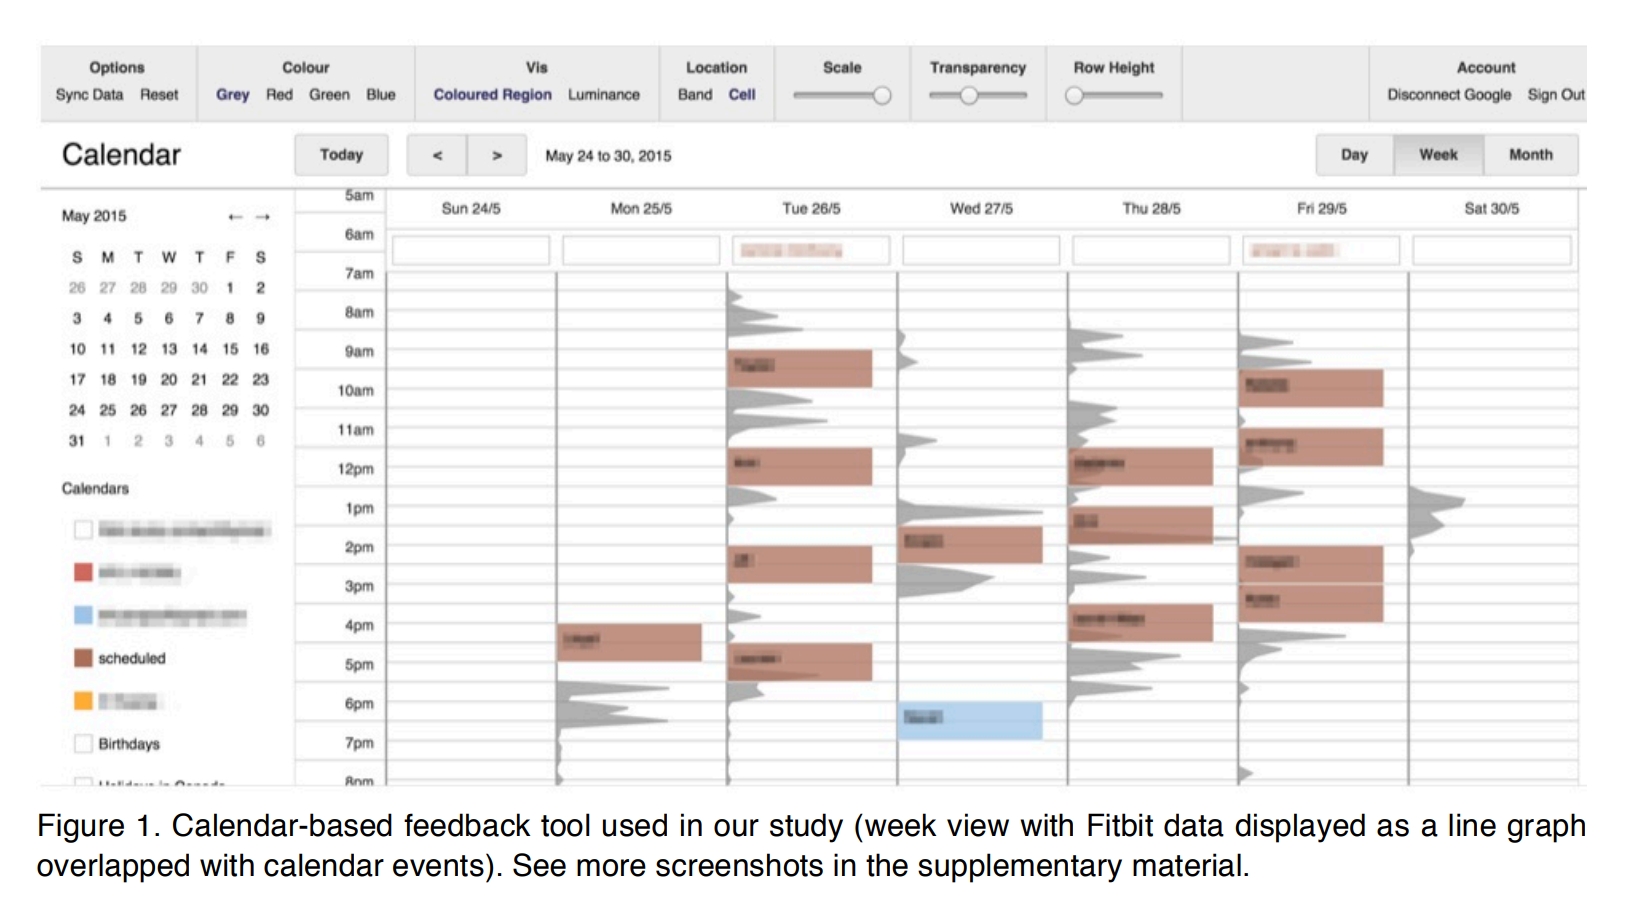 Options Colour Vis Location Scale Transparency Row Height Account
Sync Data Reset Grey Red Green Blue Coloured Region Luminance Band Cell Disconnect Google Sign Out
Calendar Today < > May 24 to 30, 2015 Day Week Month
May 2015 ← →
S M T W T F S
26 27 28 29 30 1 2
3 4 5 6 7 8 9
10 11 12 13 14 15 16
17 18 19 20 21 22 23
24 25 26 27 28 29 30
31 1 2 3 4 5 6
Calendars
scheduled
Birthdays
Holidays in Canada
Sun 24/5 Mon 25/5 Tue 26/5 Wed 27/5 Thu 28/5 Fri 29/5 Sat 30/5
5am
6am
7am
8am
9am
10am
11am
12pm
1pm
2pm
3pm
4pm
5pm
6pm
7pm
8pm
Figure 1. Calendar-based feedback tool used in our study (week view with Fitbit data displayed as a line graph
overlapped with calendar events). See more screenshots in the supplementary material.